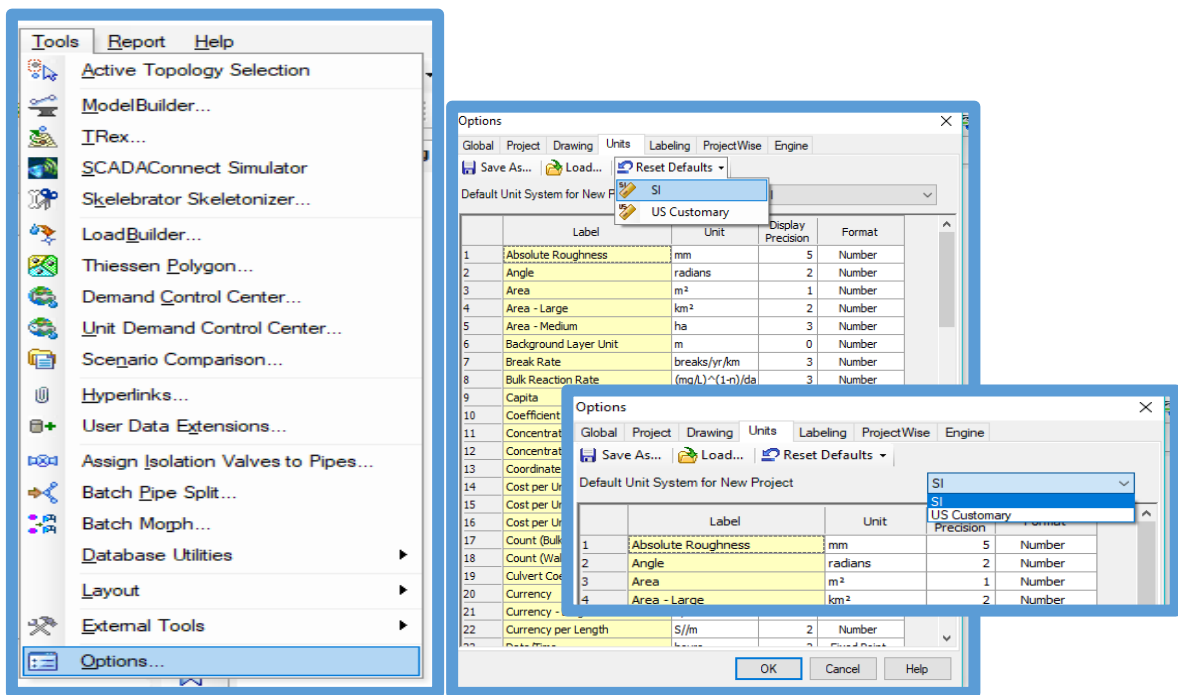 Tools Report Help
Active Topology Selection
ModelBuilder...
TRex...
SCADAConnect Simulator
Skelebrator Skeletonizer...
LoadBuilder...
Thiessen Polygon...
Demand Control Center...
Unit Demand Control Center...
Scenario Comparison...
Hyperlinks...
User Data Extensions...
Assign Isolation Valves to Pipes...
Batch Pipe Split...
Batch Morph...
Database Utilities
Layout
External Tools
Options...
Options
Global Project Drawing Units Labeling ProjectWise Engine
Save As... Load... Reset Defaults
SI
US Customary
Default Unit System for New
Label Unit Display Precision Format
1 Absolute Roughness mm 5 Number
2 Angle radians 2 Number
3 Area m² 1 Number
4 Area - Large km² 2 Number
5 Area - Medium ha 3 Number
6 Background Layer Unit m 0 Number
7 Break Rate breaks/yr/km 3 Number
8 Bulk Reaction Rate (mg/L)^(1-n)/da 3 Number
9 Capita
10 Coefficient
11 Concentrat
12 Concentrat
13 Coordinate
14 Cost per Ur
15 Cost per Ur
16 Cost per Ur
17 Count (Bulk
18 Count (Wal
19 Culvert Coe
20 Currency
21 Currency -
22 Currency per Length S//m 2 Number
OK Cancel Help
Options
Global Project Drawing Units Labeling ProjectWise Engine
Save As... Load... Reset Defaults
Default Unit System for New Project SI
SI
US Customary
Label Unit Precision Format
1 Absolute Roughness mm 5 Number
2 Angle radians 2 Number
3 Area m² 1 Number
4 Area - Large km² 2 Number